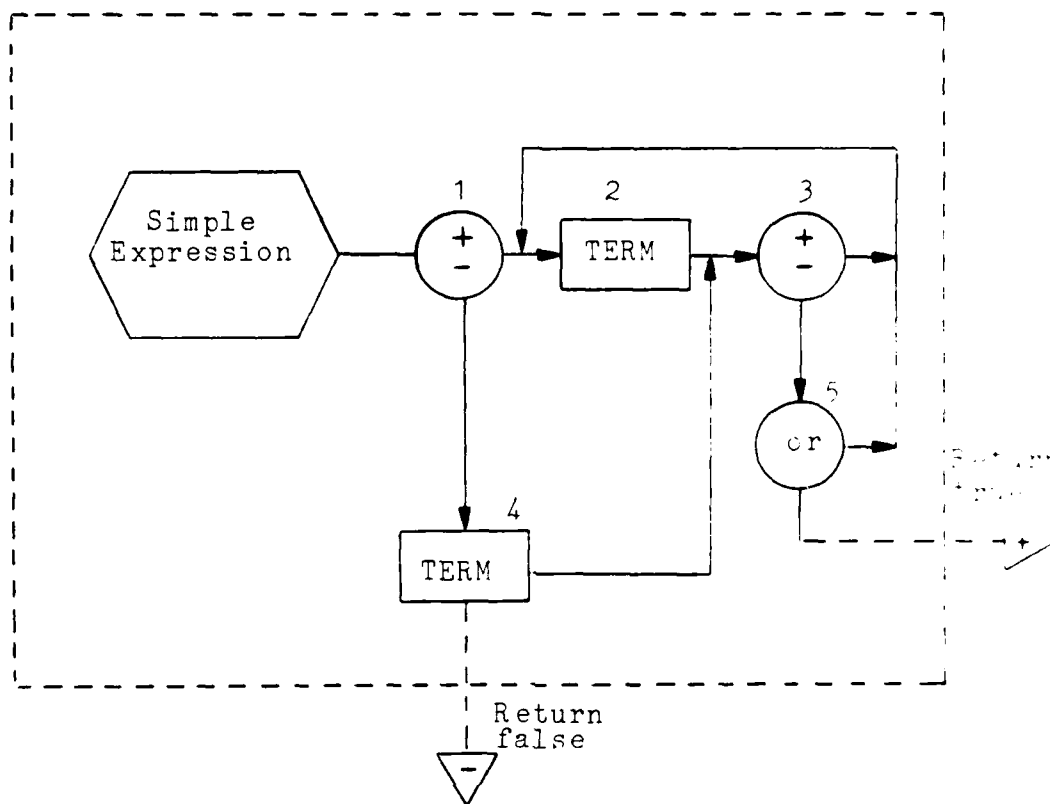 1
2
3
Simple
Expression
+
-
TERM
+
-
5
or
4
TERM
+
Return
false
-